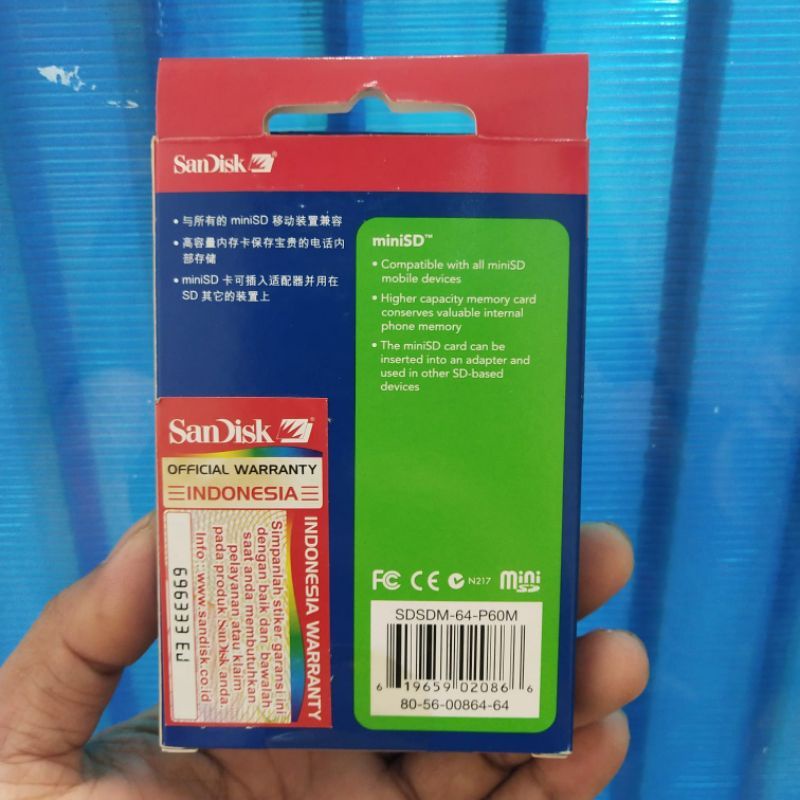 SanDisk
• 与所有的 miniSD 移动装置兼容
• 高容量内存卡保存宝贵的电话内
部存储
• miniSD 卡可插入适配器并用在
SD 其它的装置上
miniSD™
• Compatible with all miniSD
mobile devices
• Higher capacity memory card
conserves valuable internal
phone memory
• The miniSD card can be
inserted into an adapter and
used in other SD-based
devices
SanDisk
OFFICIAL WARRANTY
INDONESIA
INDONESIA WARRANTY
Simpanlah stiker garansi ini
dengan baik dan bawalah
saat anda membutuhkan
pelayanan atau klaim
pada produk SanDisk anda.
Info : www.sandisk.co.id
FC CE N217 mini SD
SDSDM-64-P60M
6 19659 02086 6
80-56-00864-64